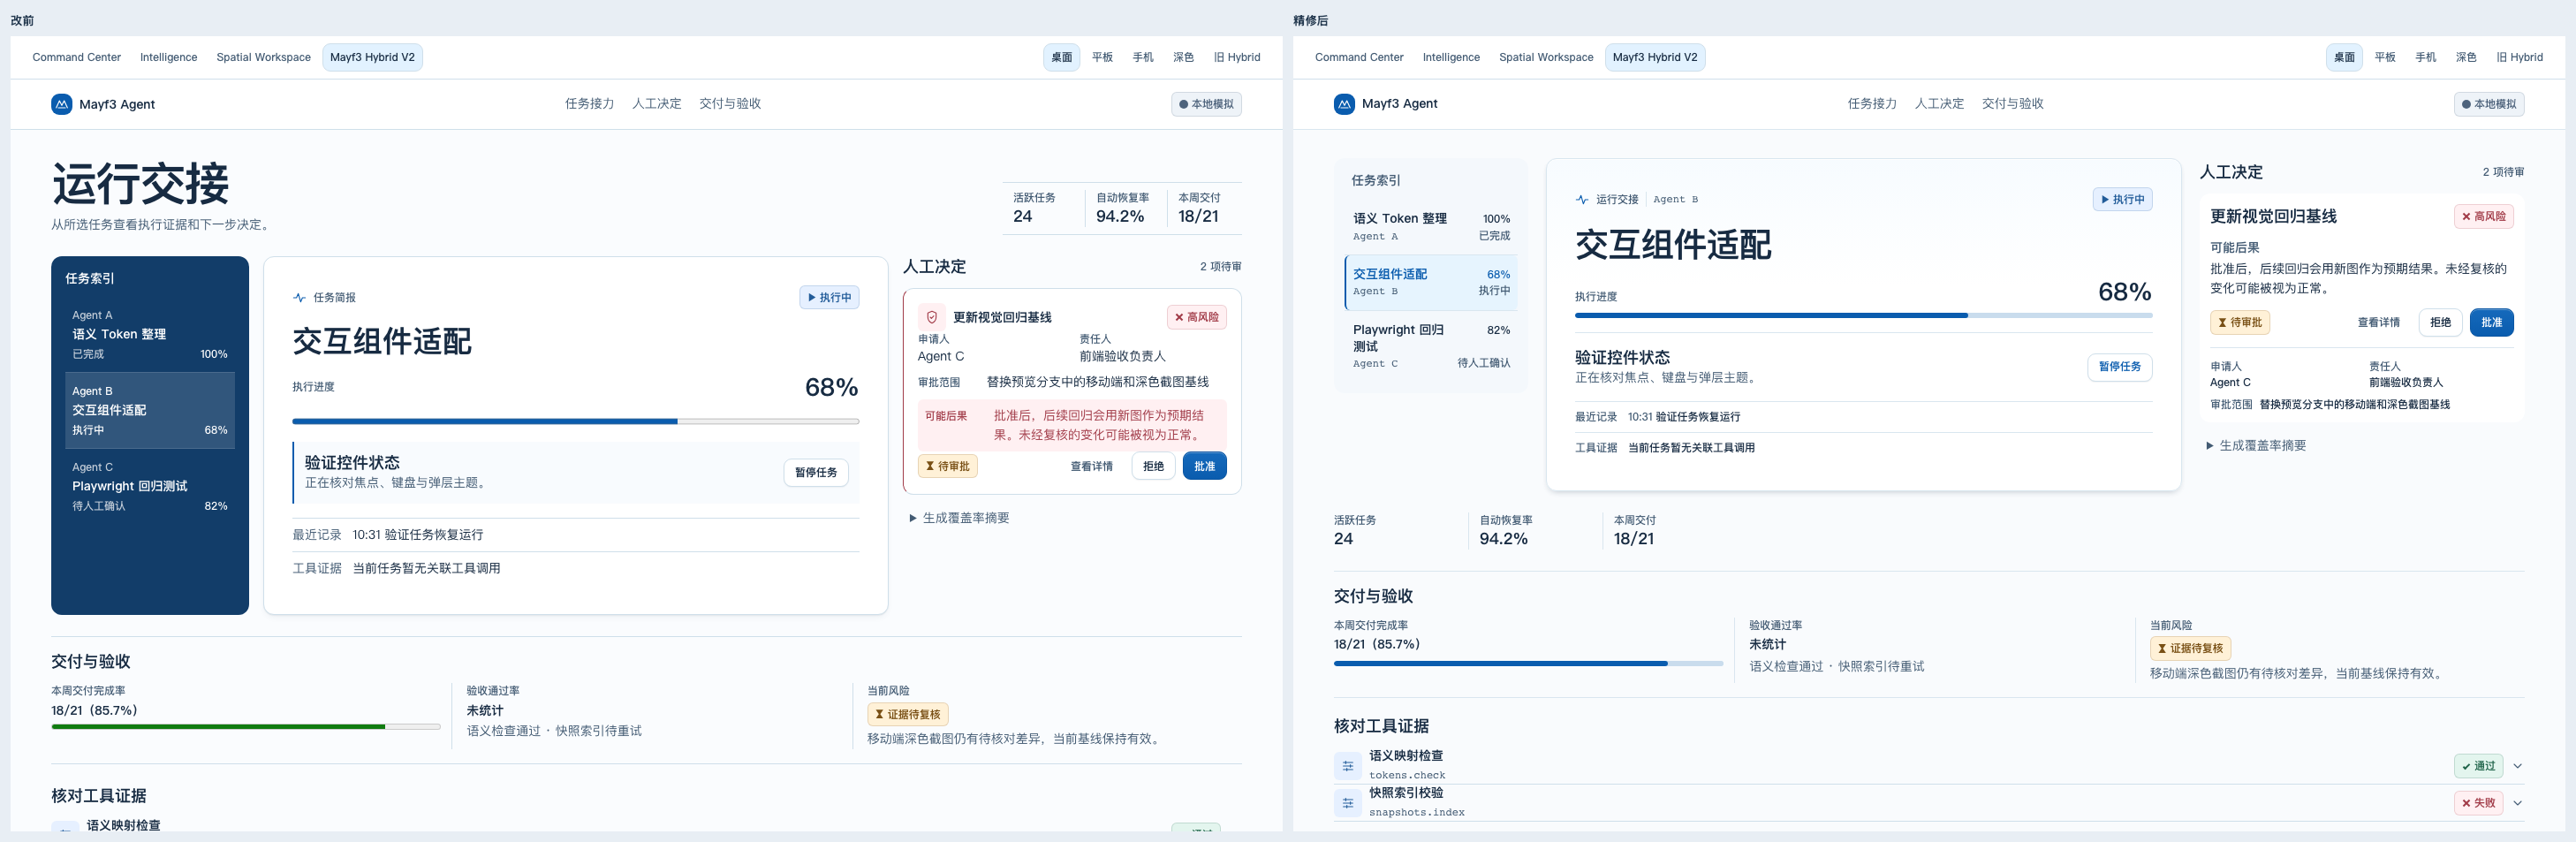 改前
Command Center Intelligence Spatial Workspace Mayf3 Hybrid V2 桌面 平板 手机 深色 旧 Hybrid
Mayf3 Agent 任务接力 人工决定 交付与验收 本地模拟
运行交接
从所选任务查看执行证据和下一步决定。
活跃任务 自动恢复率 本周交付
24 94.2% 18/21
任务索引
Agent A
语义 Token 整理
已完成 100%
Agent B
交互组件适配
执行中 68%
Agent C
Playwright 回归测试
待人工确认 82%
任务简报 执行中
交互组件适配
执行进度 68%
验证控件状态
正在核对焦点、键盘与弹层主题。
暂停任务
最近记录 10:31 验证任务恢复运行
工具证据 当前任务暂无关联工具调用
人工决定 2 项待审
更新视觉回归基线 高风险
申请人 责任人
Agent C 前端验收负责人
审批范围 替换预览分支中的移动端和深色截图基线
可能后果 批准后，后续回归会用新图作为预期结
果。未经复核的变化可能被视为正常。
待审批 查看详情 拒绝 批准
生成覆盖率摘要
交付与验收
本周交付完成率 验收通过率 当前风险
18/21（85.7%） 未统计 证据待复核
语义检查通过 · 快照索引待重试 移动端深色截图仍有待核对差异，当前基线保持有效。
核对工具证据
语义映射检查
精修后
Command Center Intelligence Spatial Workspace Mayf3 Hybrid V2 桌面 平板 手机 深色 旧 Hybrid
Mayf3 Agent 任务接力 人工决定 交付与验收 本地模拟
任务索引
语义 Token 整理 100%
Agent A 已完成
交互组件适配 68%
Agent B 执行中
Playwright 回归 82%
测试
Agent C 待人工确认
运行交接 Agent B 执行中
交互组件适配
执行进度 68%
验证控件状态
正在核对焦点、键盘与弹层主题。
暂停任务
最近记录 10:31 验证任务恢复运行
工具证据 当前任务暂无关联工具调用
人工决定 2 项待审
更新视觉回归基线 高风险
可能后果
批准后，后续回归会用新图作为预期结果。未经复核的
变化可能被视为正常。
待审批 查看详情 拒绝 批准
申请人 责任人
Agent C 前端验收负责人
审批范围 替换预览分支中的移动端和深色截图基线
生成覆盖率摘要
活跃任务 自动恢复率 本周交付
24 94.2% 18/21
交付与验收
本周交付完成率 验收通过率 当前风险
18/21（85.7%） 未统计 证据待复核
语义检查通过 · 快照索引待重试 移动端深色截图仍有待核对差异，当前基线保持有效。
核对工具证据
语义映射检查
tokens.check 通过
快照索引校验
snapshots.index 失败